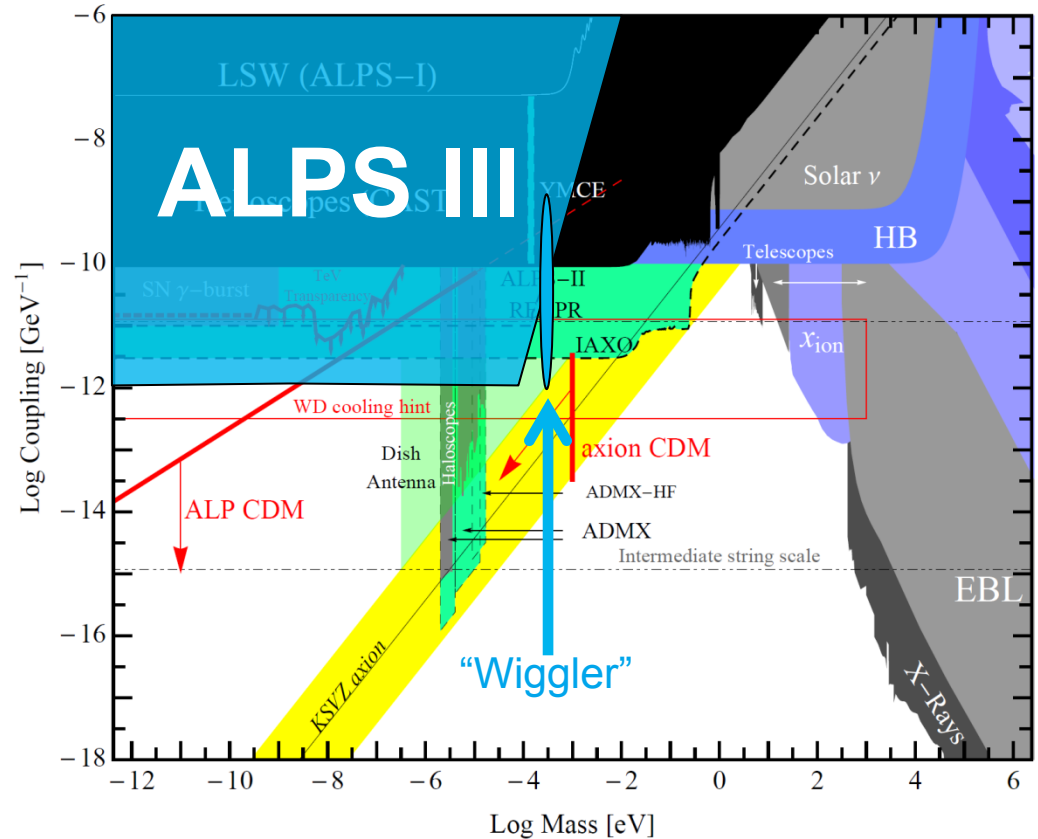 −6
LSW (ALPS−I)
−8
ALPS III
YMCE
Solar ν
HB
Telescopes
−10
SN γ−burst
TeV
Transparency
ALPS−II
IAXO
xion
−12
WD cooling hint
Haloscopes
Dish
Antenna
axion CDM
ADMX−HF
−14
ALP CDM
ADMX
Intermediate string scale
EBL
−16
"Wiggler"
KSVZ axion
X−Rays
−18
−12 −10 −8 −6 −4 −2 0 2 4 6
Log Mass [eV]
Log Coupling [GeV⁻¹]